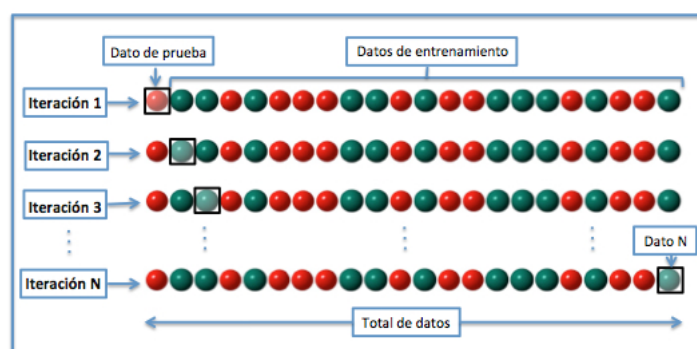 Dato de prueba
Datos de entrenamiento
Iteración 1
Iteración 2
Iteración 3
Dato N
Iteración N
Total de datos